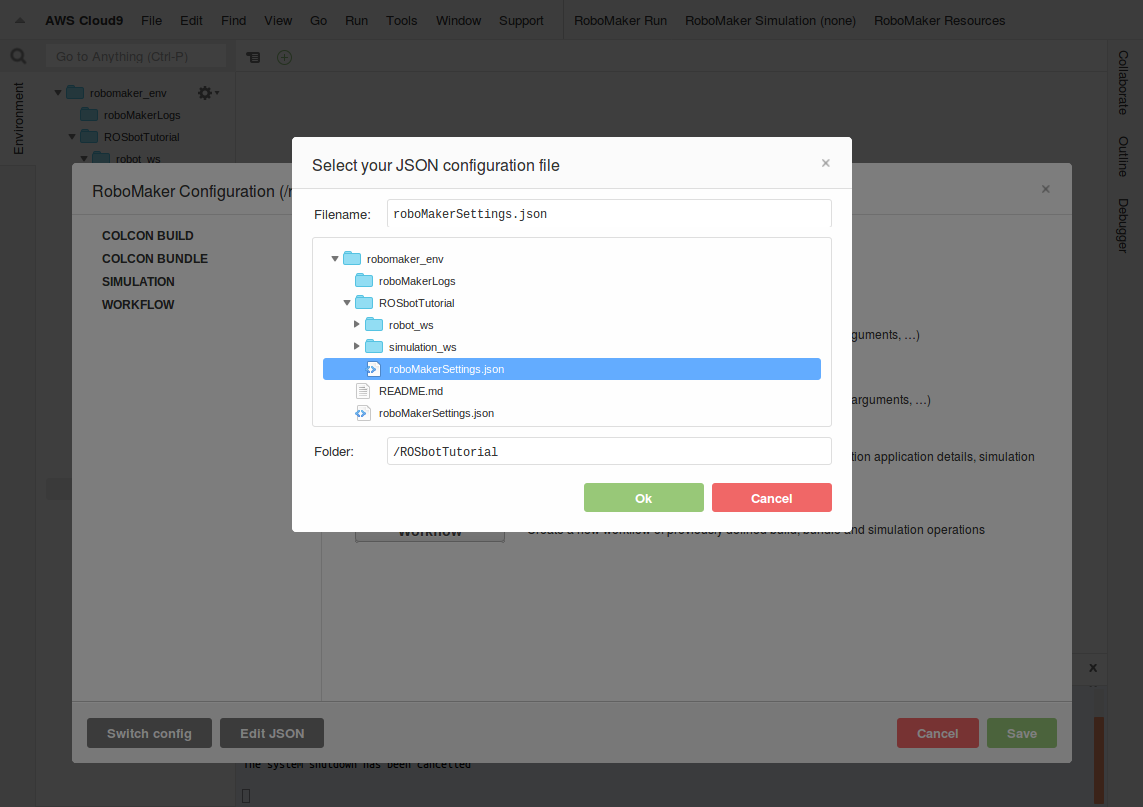 AWS Cloud9 File Edit Find View Go Run Tools Window Support RoboMaker Run RoboMaker Simulation (none) RoboMaker Resources
Go to Anything (Ctrl-P)
Environment
robomaker_env
roboMakerLogs
ROSbotTutorial
robot_ws
Collaborate
Outline
Debugger
RoboMaker Configuration (/r
×
COLCON BUILD
COLCON BUNDLE
SIMULATION
WORKFLOW
guments, ...)
arguments, ...)
tion application details, simulation
Workflow Create a new workflow of previously defined build, bundle and simulation operations
Select your JSON configuration file
×
Filename: roboMakerSettings.json
robomaker_env
roboMakerLogs
ROSbotTutorial
robot_ws
simulation_ws
roboMakerSettings.json
README.md
roboMakerSettings.json
Folder: /ROSbotTutorial
Ok Cancel
x
Switch config Edit JSON Cancel Save
The system shutdown has been cancelled